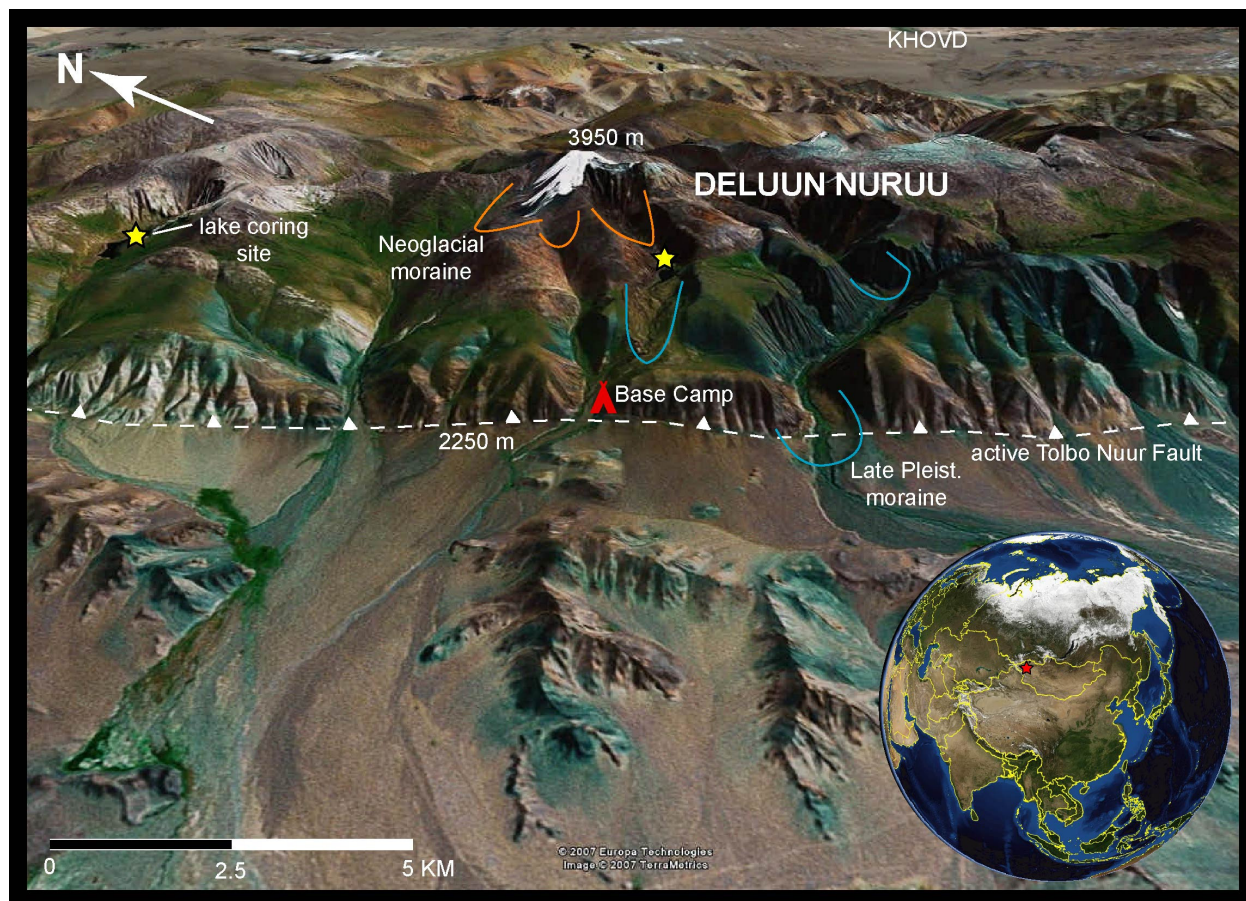 KHOVD
N
3950 m
DELUUN NURUU
lake coring
site
Neoglacial
moraine
Base Camp
2250 m
active Tolbo Nuur Fault
Late Pleist.
moraine
0
2.5
5 KM
© 2007 Europa Technologies
Image © 2007 TerraMetrics